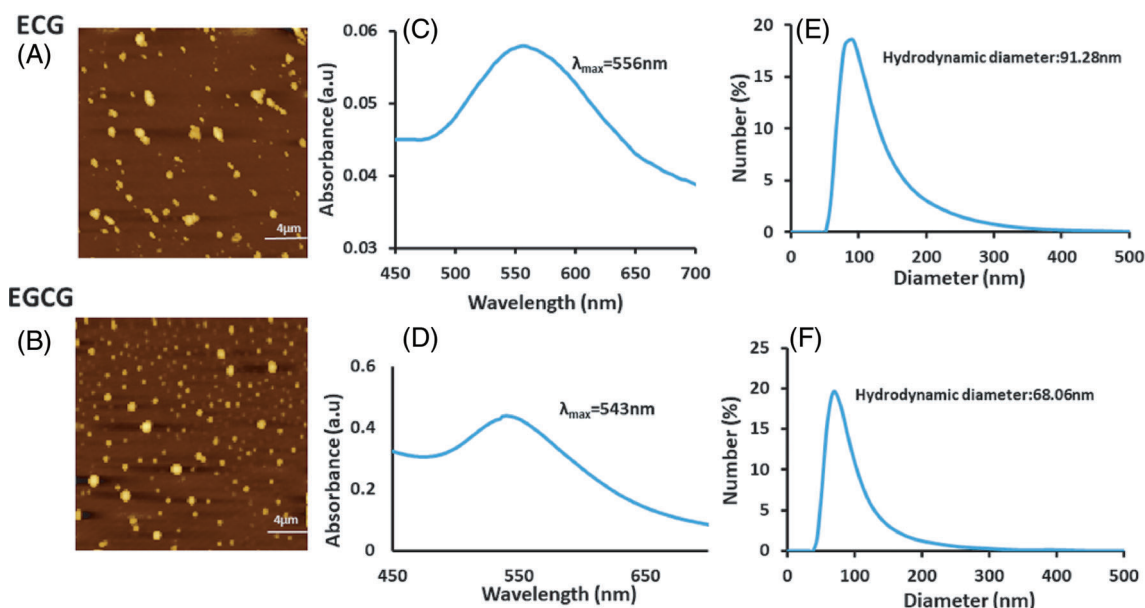 ECG
(A)
4μm
(C)
0.06
0.05
0.04
0.03
Absorbance (a.u)
λmax=556nm
450 500 550 600 650 700
Wavelength (nm)
(E)
20
15
10
5
0
Number (%)
Hydrodynamic diameter:91.28nm
0 100 200 300 400 500
Diameter (nm)
EGCG
(B)
4μm
(D)
0.6
0.4
0.2
0
Absorbance (a.u)
λmax=543nm
450 550 650
Wavelength (nm)
(F)
25
20
15
10
5
0
Number (%)
Hydrodynamic diameter:68.06nm
0 100 200 300 400 500
Diameter (nm)